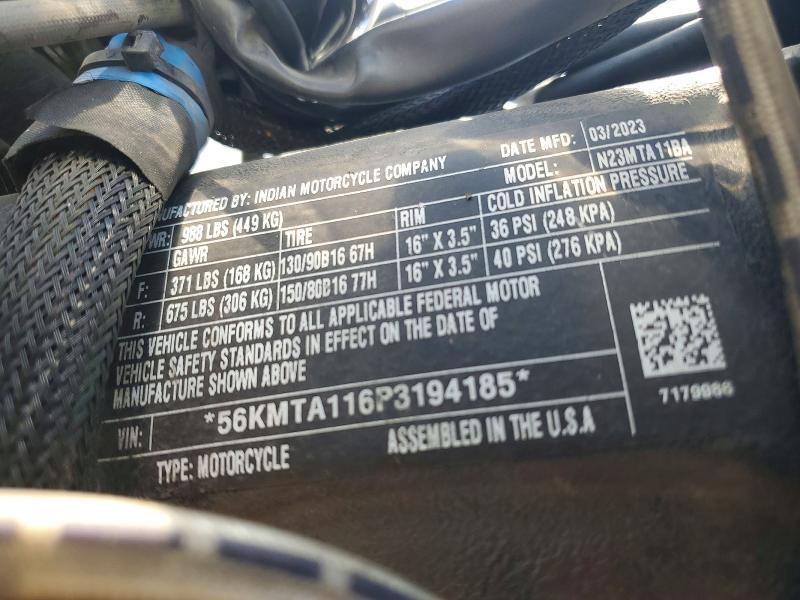 NUFACTURED BY: INDIAN MOTORCYCLE COMPANY DATE MFD: 03/2023
MODEL: N23MTA11BA
WR: 988 LBS (449 KG)
GAWR TIRE RIM COLD INFLATION PRESSURE
F: 371 LBS (168 KG) 130/90B16 67H 16" X 3.5" 36 PSI (248 KPA)
R: 675 LBS (306 KG) 150/80B16 77H 16" X 3.5" 40 PSI (276 KPA)
THIS VEHICLE CONFORMS TO ALL APPLICABLE FEDERAL MOTOR
VEHICLE SAFETY STANDARDS IN EFFECT ON THE DATE OF
MANUFACTURE SHOWN ABOVE
VIN: *56KMTA116P3194185*
7179966
TYPE: MOTORCYCLE ASSEMBLED IN THE U.S.A